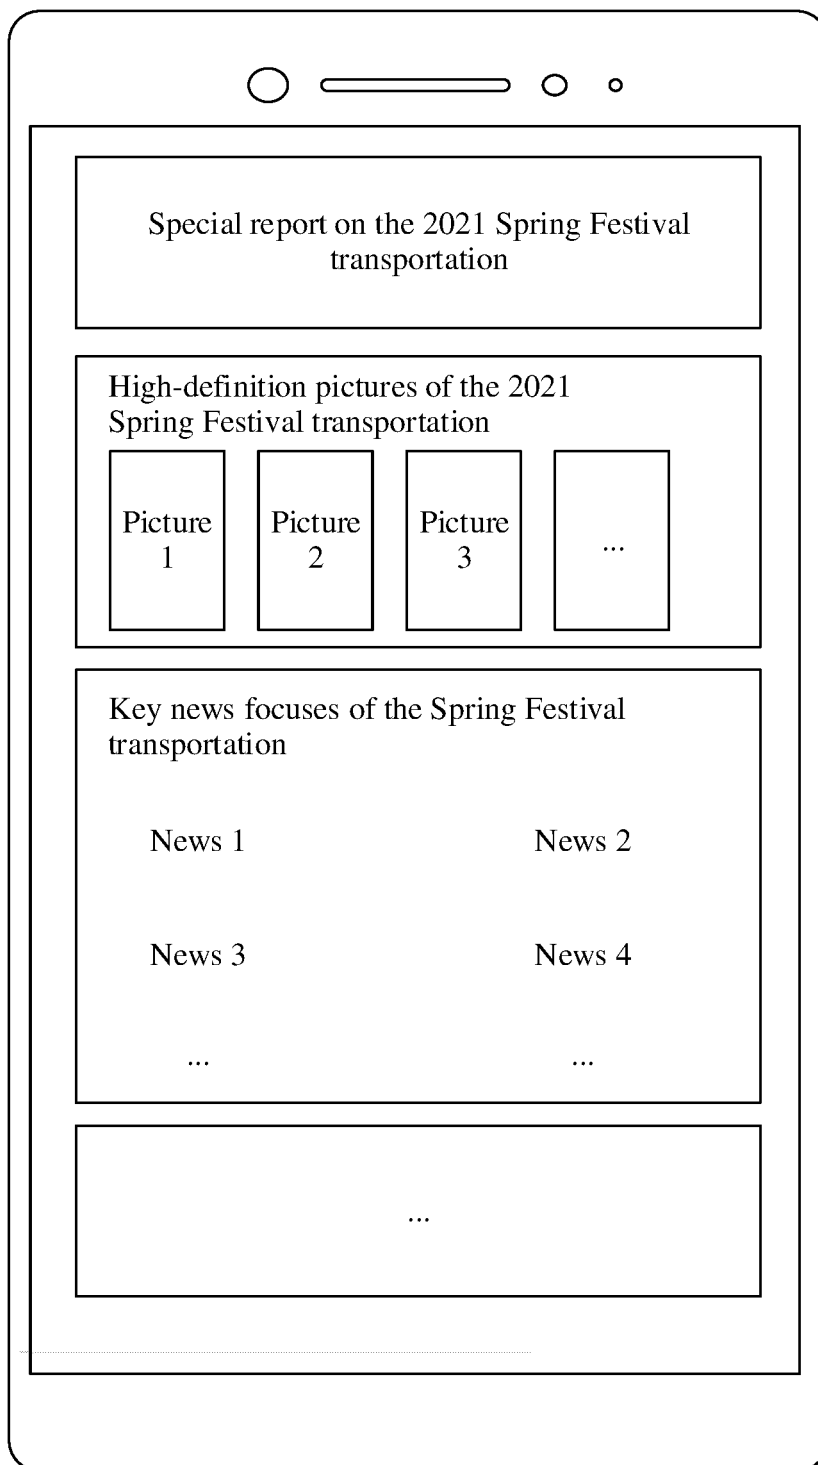 Special report on the 2021 Spring Festival
transportation
High-definition pictures of the 2021
Spring Festival transportation
Picture
1
Picture
2
Picture
3
...
Key news focuses of the Spring Festival
transportation
News 1
News 2
News 3
News 4
...
...
...